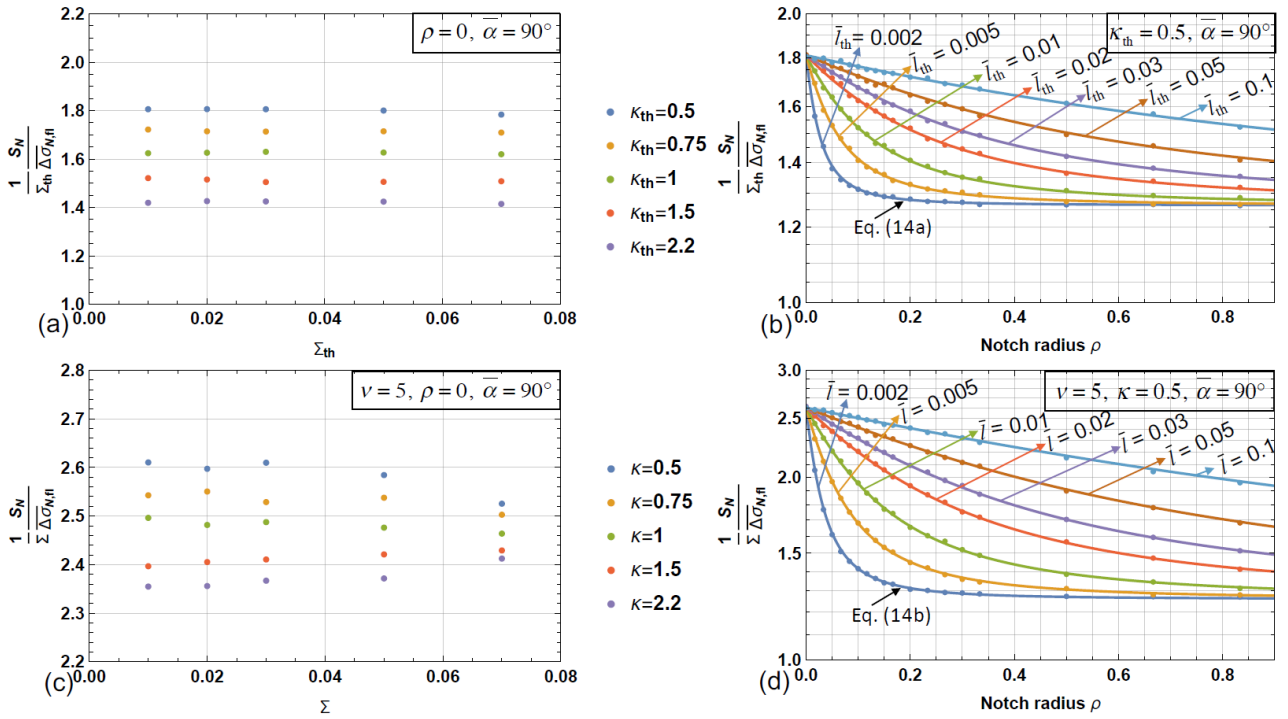 (a)
ρ = 0, α̅ = 90°
2.2
2.0
1.8
1.6
1.4
1.2
1.0
0.00 0.02 0.04 0.06 0.08
Σth
1/Σth S_N/Δσ̅_N,fl
κth=0.5
κth=0.75
κth=1
κth=1.5
κth=2.2
(b)
κth = 0.5, α̅ = 90°
l̅th = 0.002
l̅th = 0.005
l̅th = 0.01
l̅th = 0.02
l̅th = 0.03
l̅th = 0.05
l̅th = 0.1
Eq. (14a)
2.0
1.8
1.6
1.4
1.2
1.0
0.0 0.2 0.4 0.6 0.8
Notch radius ρ
1/Σth S_N/Δσ̅_N,fl
(c)
ν = 5, ρ = 0, α̅ = 90°
2.8
2.7
2.6
2.5
2.4
2.3
2.2
0.00 0.02 0.04 0.06 0.08
Σ
1/Σ S_N/Δσ̅_N,fl
κ=0.5
κ=0.75
κ=1
κ=1.5
κ=2.2
(d)
ν = 5, κ = 0.5, α̅ = 90°
l̅ = 0.002
l̅ = 0.005
l̅ = 0.01
l̅ = 0.02
l̅ = 0.03
l̅ = 0.05
l̅ = 0.1
Eq. (14b)
3.0
2.5
2.0
1.5
1.0
0.0 0.2 0.4 0.6 0.8
Notch radius ρ
1/Σ S_N/Δσ̅_N,fl